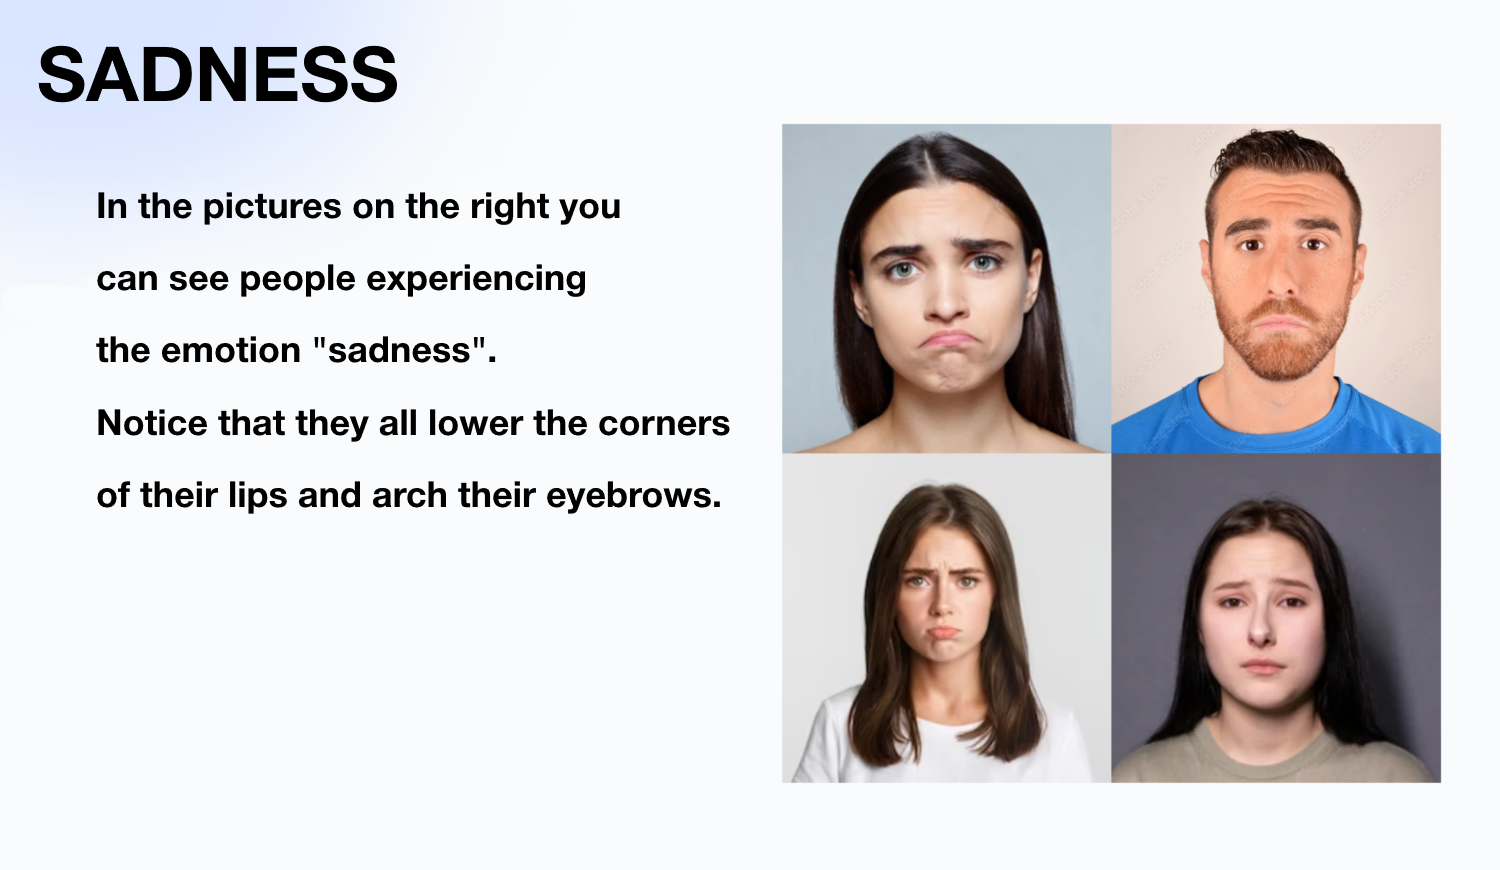 SADNESS
In the pictures on the right you
can see people experiencing
the emotion "sadness".
Notice that they all lower the corners
of their lips and arch their eyebrows.